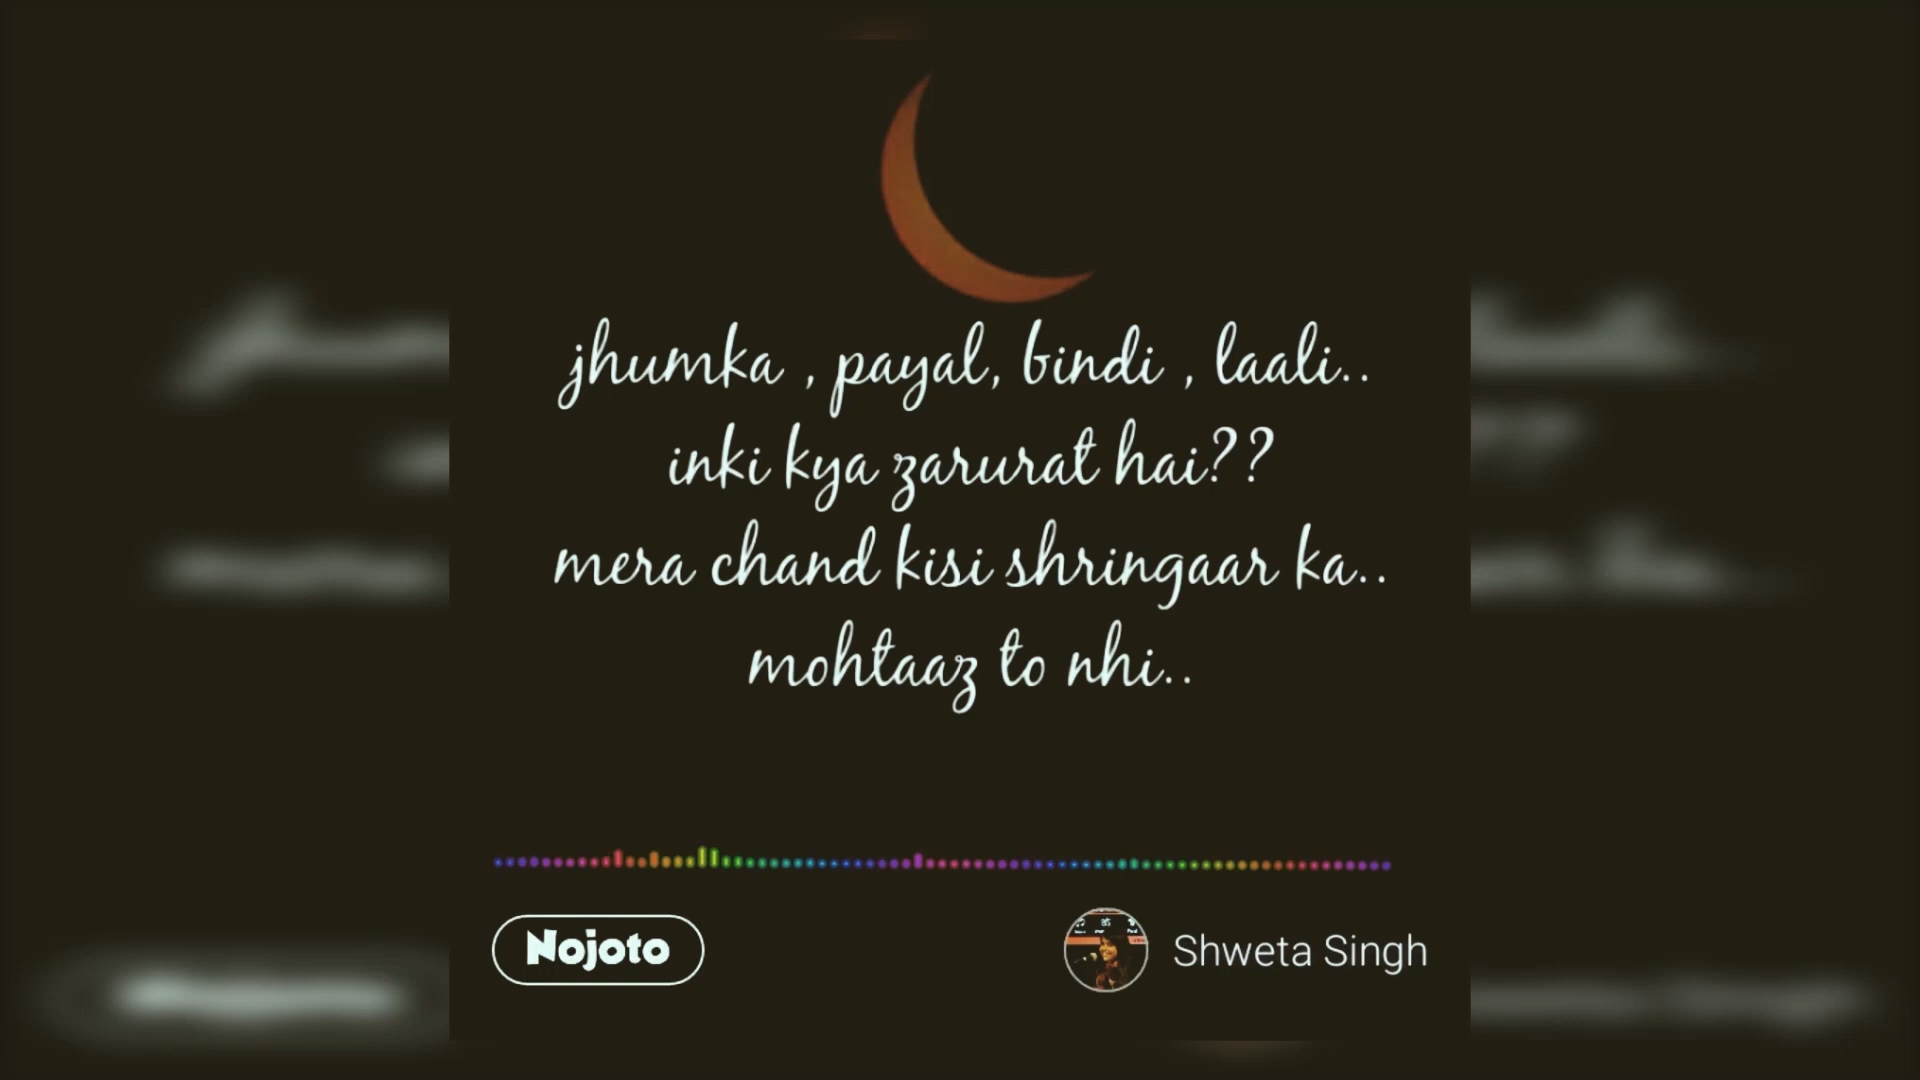 jhumka , payal, bindi , laali..
inki kya zarurat hai??
mera chand kisi shringaar ka..
mohtaaz to nhi..
Nojoto
Shweta Singh